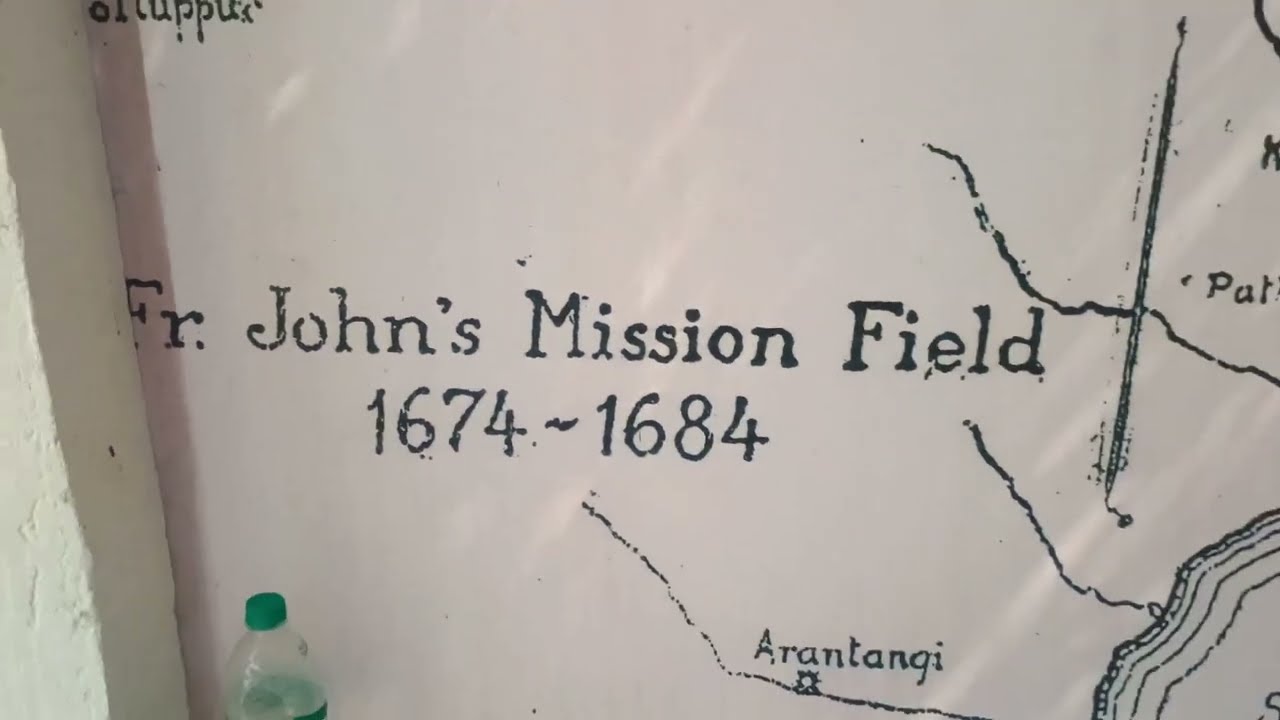 Fr. John's Mission Field
1674~1684
Arantangi